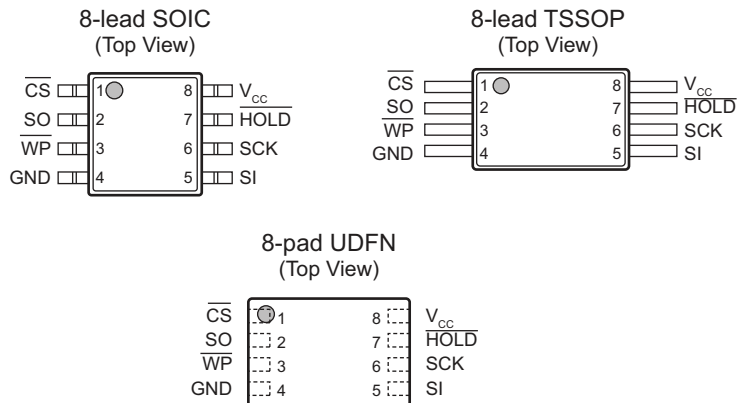 8-lead SOIC
(Top View)
CS 1 8 VCC
SO 2 7 HOLD
WP 3 6 SCK
GND 4 5 SI
8-lead TSSOP
(Top View)
CS 1 8 VCC
SO 2 7 HOLD
WP 3 6 SCK
GND 4 5 SI
8-pad UDFN
(Top View)
CS 1 8 VCC
SO 2 7 HOLD
WP 3 6 SCK
GND 4 5 SI